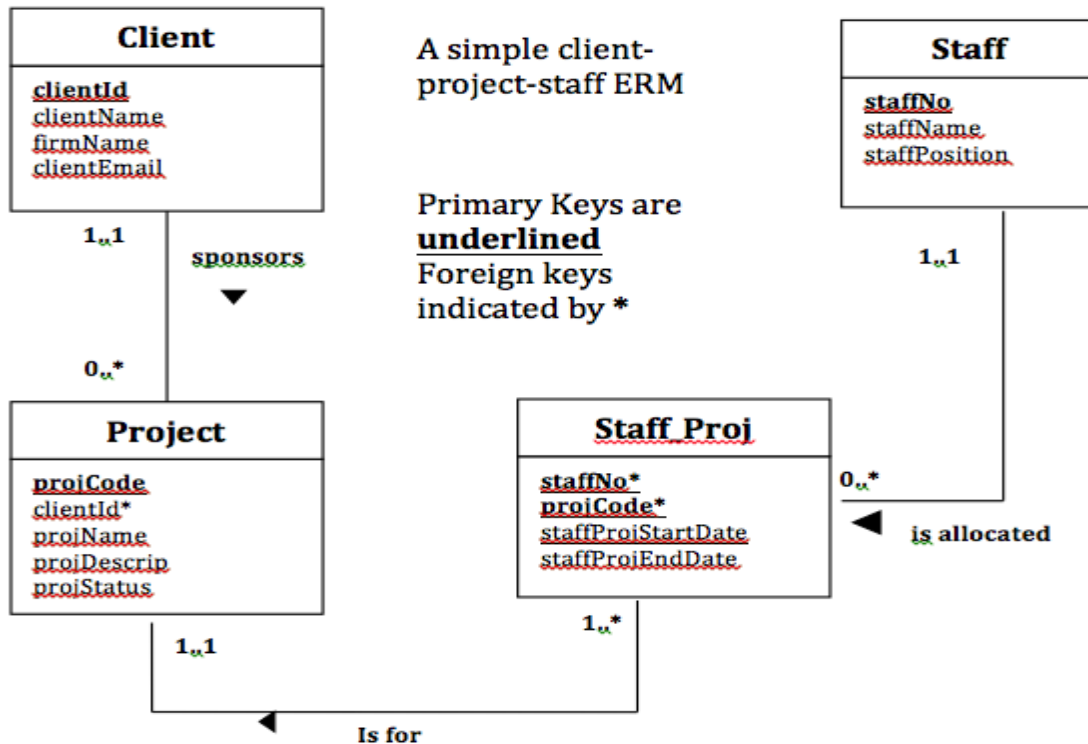 Client
clientId
clientName
firmName
clientEmail
A simple client-
project-staff ERM
Staff
staffNo
staffName
staffPosition
Primary Keys are
underlined
Foreign keys
indicated by *
1,,1
sponsors
0,,*
1,,1
Project
projCode
clientId*
projName
projDescrip
projStatus
Staff_Proj
staffNo*
projCode*
staffProjStartDate
staffProjEndDate
0,,*
is allocated
1,,1
1,,*
Is for